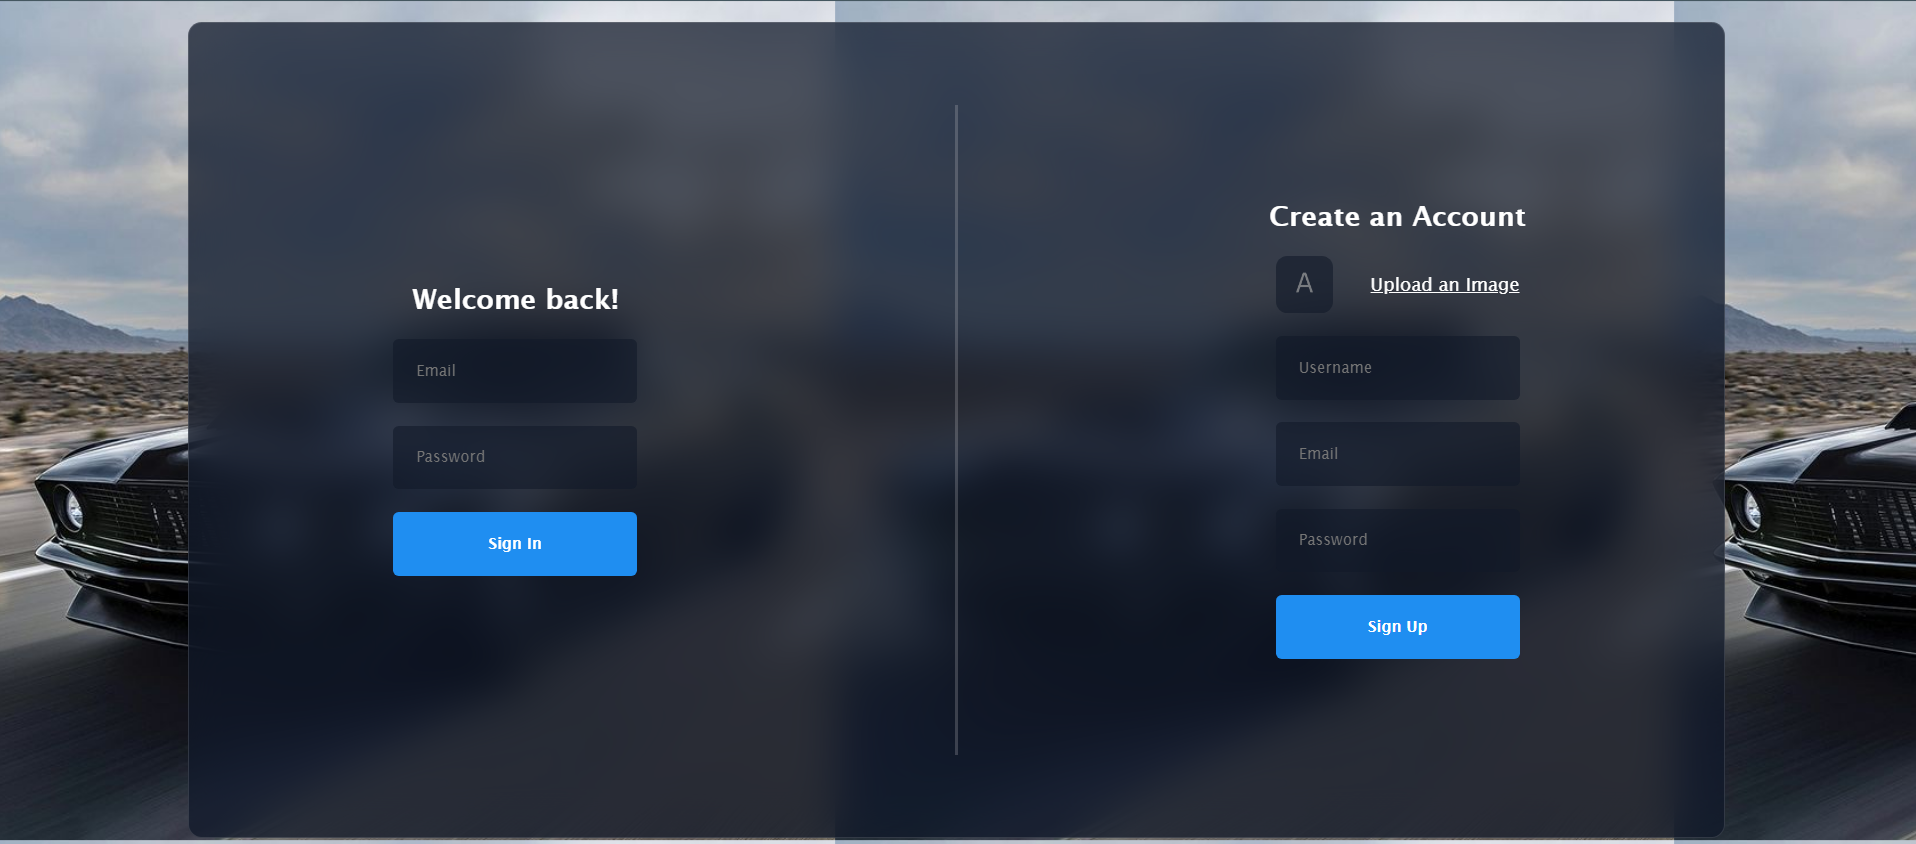 Welcome back!
Email
Password
Sign In
Create an Account
A
Upload an Image
Username
Email
Password
Sign Up